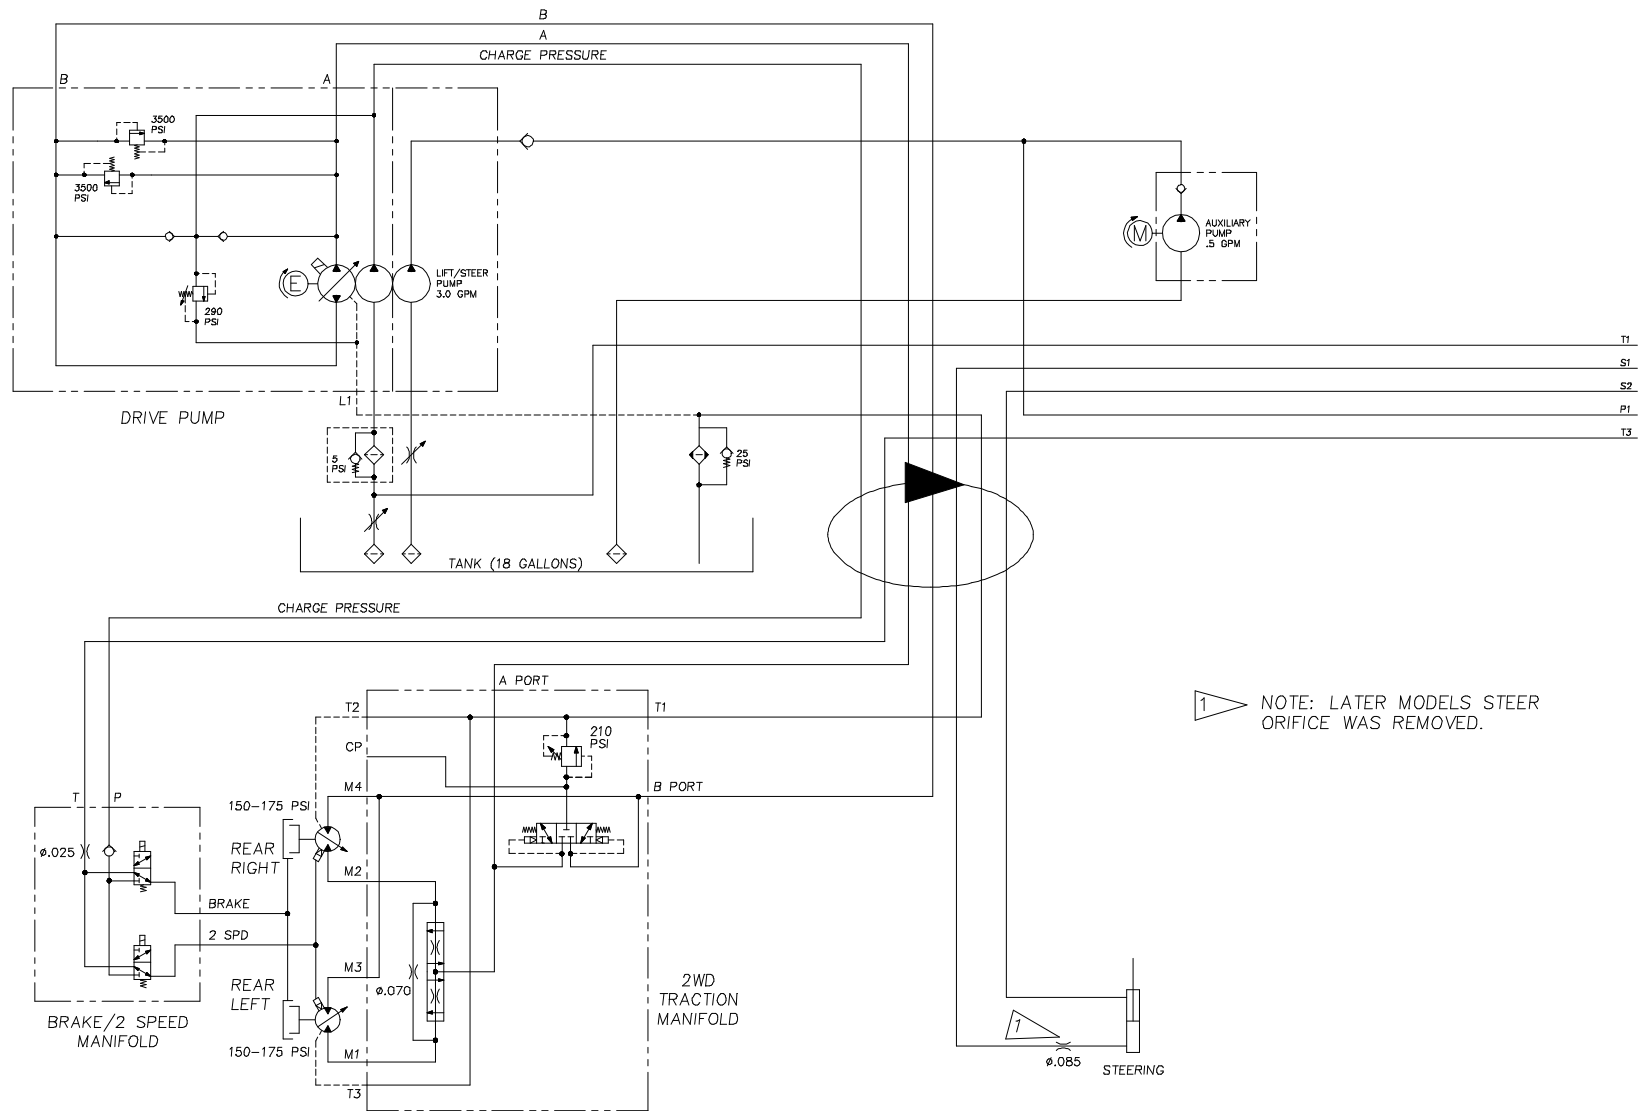 B
A
CHARGE PRESSURE
B
A
3500
PSI
3500
PSI
E
LIFT/STEER
PUMP
3.0 GPM
290
PSI
M
AUXILIARY
PUMP
.5 GPM
T1
S1
S2
P1
T3
L1
DRIVE PUMP
5
PSI
25
PSI
TANK (18 GALLONS)
CHARGE PRESSURE
A PORT
T2
T1
1
NOTE: LATER MODELS STEER
ORIFICE WAS REMOVED.
210
PSI
CP
M4
B PORT
T
P
150-175 PSI
ø.025
REAR
RIGHT
M2
BRAKE
2 SPD
M3
REAR
LEFT
ø.070
2WD
TRACTION
MANIFOLD
BRAKE/2 SPEED
MANIFOLD
150-175 PSI
M1
T3
1
ø.085
STEERING